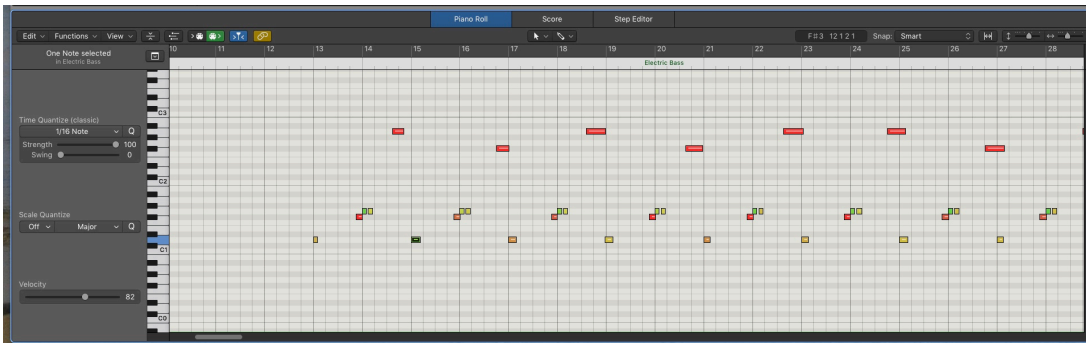 Piano Roll Score Step Editor
Edit Functions View F#3 12 1 2 1 Snap: Smart
One Note selected
in Electric Bass
10 11 12 13 14 15 16 17 18 19 20 21 22 23 24 25 26 27 28
Electric Bass
C3
Time Quantize (classic)
1/16 Note Q
Strength 100
Swing 0
C2
Scale Quantize
Off Major Q
C1
Velocity
82
C0